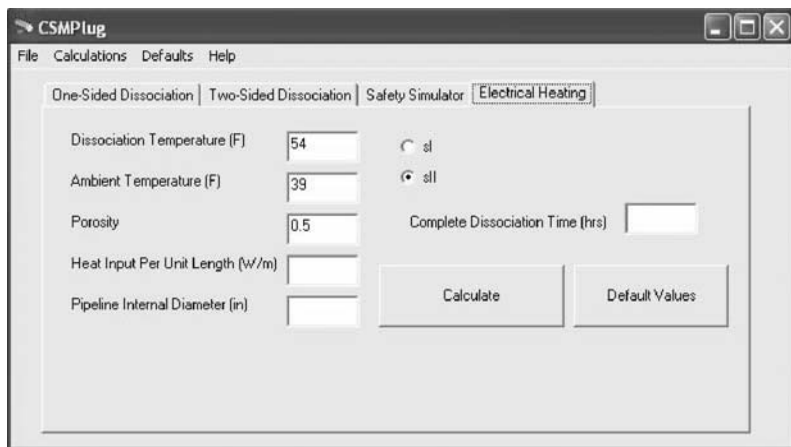 CSMPlug
File Calculations Defaults Help
One-Sided Dissociation Two-Sided Dissociation Safety Simulator Electrical Heating
Dissociation Temperature (F) 54 sI
Ambient Temperature (F) 39 sII
Porosity 0.5 Complete Dissociation Time (hrs)
Heat Input Per Unit Length (W/m)
Pipeline Internal Diameter (in)
Calculate Default Values